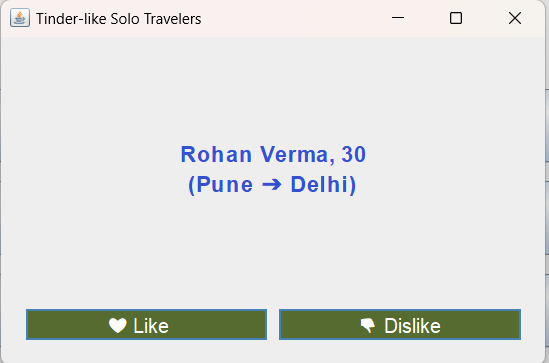 Tinder-like Solo Travelers
Rohan Verma, 30
(Pune ➔ Delhi)
♥ Like
👎 Dislike